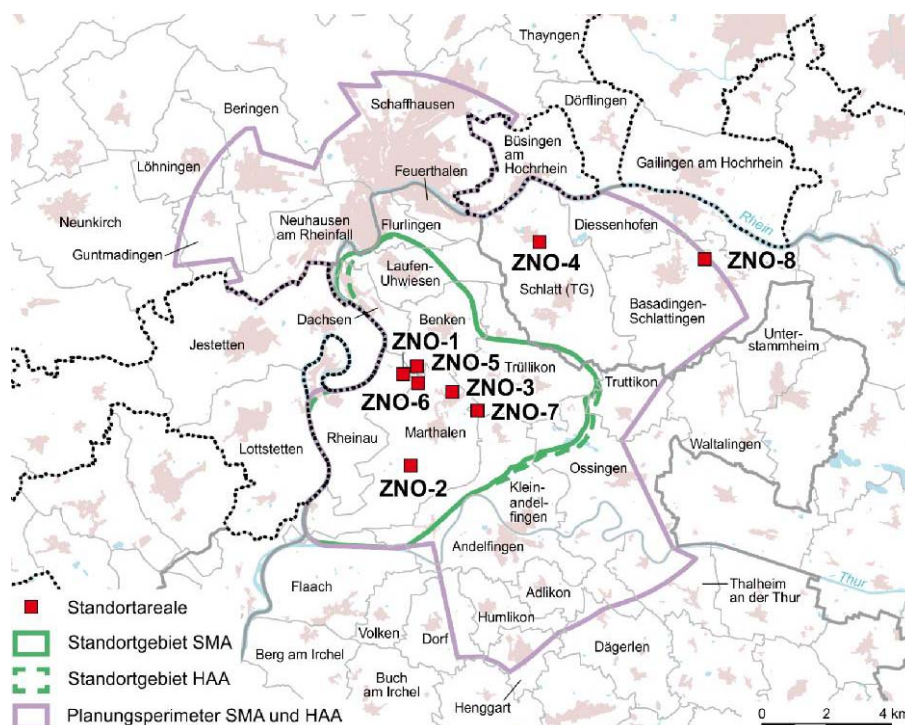 Thayngen
Schaffhausen
Beringen
Dörflingen
Büsingen
am
Hochrhein
Löhningen
Gailingen am Hochrhein
Feuerthalen
Neunkirch
Neuhausen
am Rheinfall
Flurlingen
Diessenhofen
Rhein
Guntmadingen
ZNO-4
ZNO-8
Laufen-
Uhwiesen
Schlatt (TG)
Basadingen-
Schlattingen
Dachsen
Benken
Jestetten
ZNO-1
Unter-
stammheim
ZNO-5
Trüllikon
Truttikon
ZNO-6
ZNO-3
ZNO-7
Marthalen
Lottstetten
Rheinau
Waltalingen
ZNO-2
Ossingen
Klein-
andel-
fingen
Andelfingen
Flaach
Thur
Thalheim
an der Thur
Adlikon
Humlikon
Volken
Dorf
Dägerlen
Berg am Irchel
Buch
am Irchel
Henggart
Standortareale
Standortgebiet SMA
Standortgebiet HAA
Planungsperimeter SMA und HAA
0 2 4 km